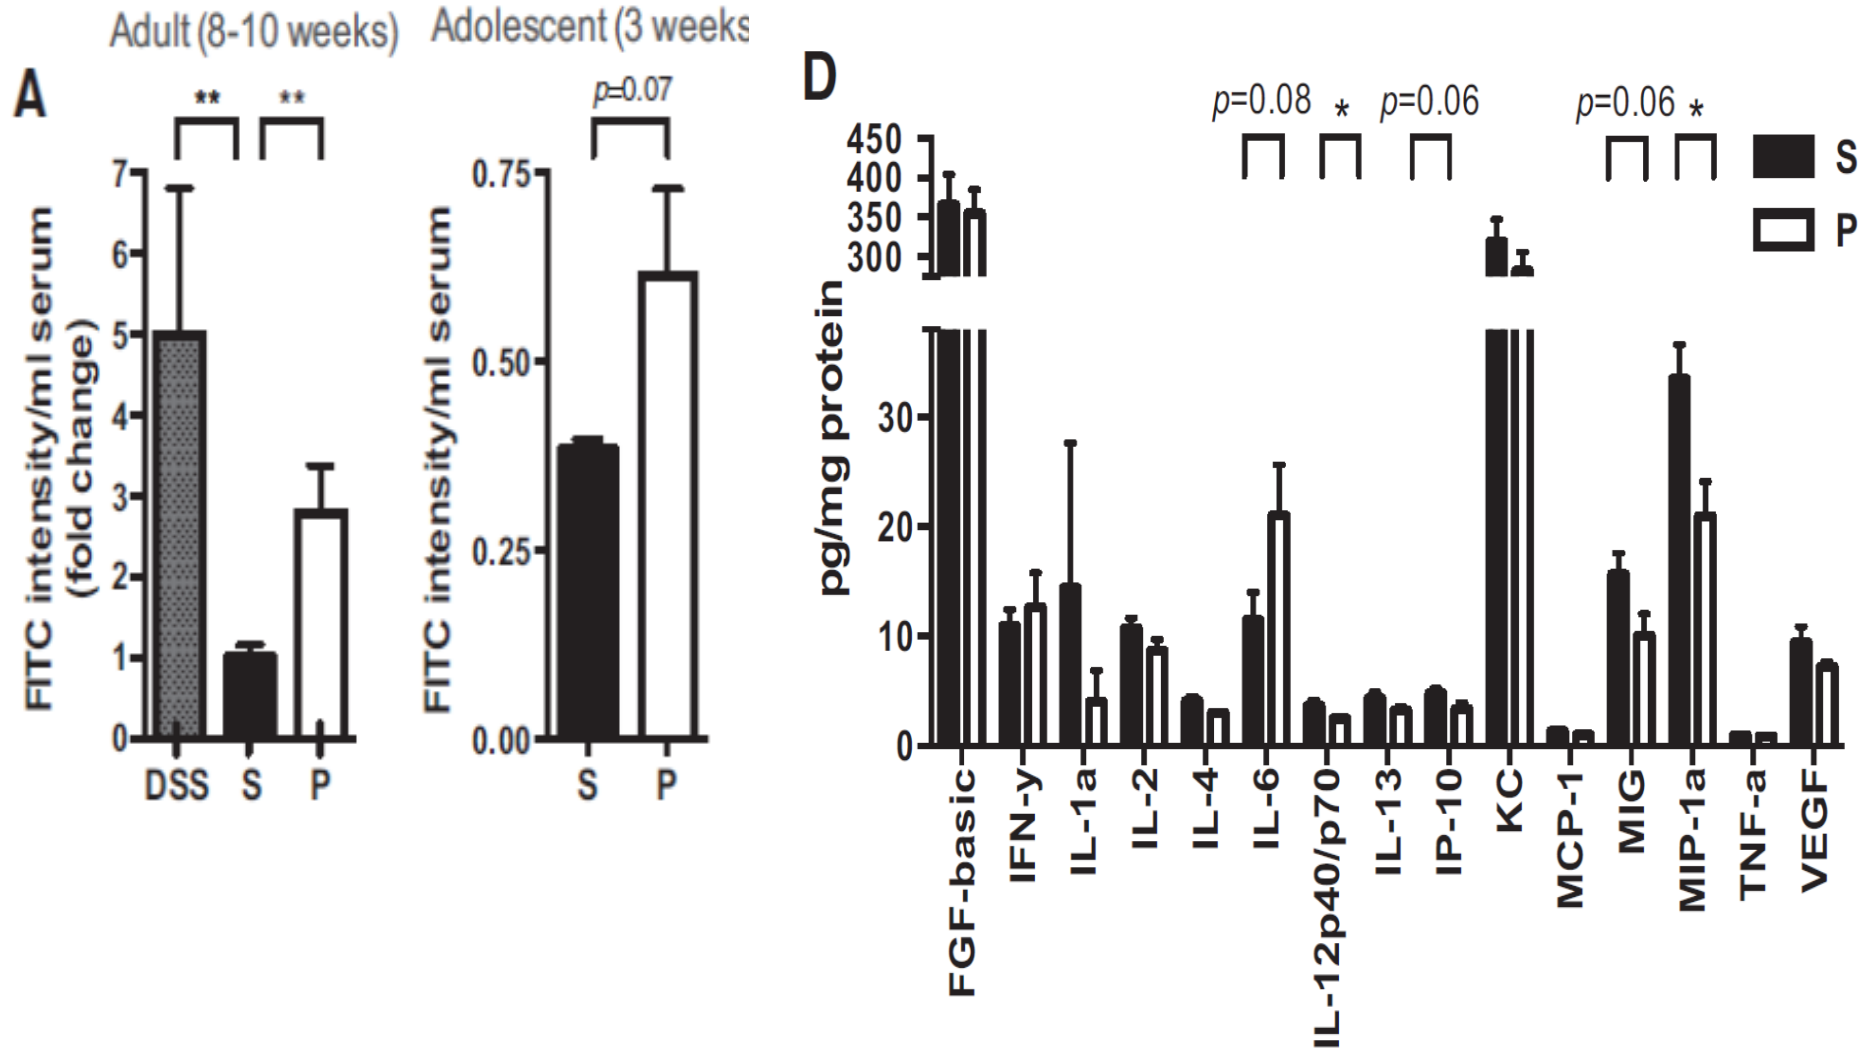 Adult (8-10 weeks)
Adolescent (3 weeks
A
**
**
p=0.07
FITC intensity/ml serum
(fold change)
7
6
5
4
3
2
1
0
DSS
S
P
FITC intensity/ml serum
0.75
0.50
0.25
0.00
S
P
D
p=0.08
*
p=0.06
p=0.06
*
S
P
pg/mg protein
450
400
350
300
30
20
10
0
FGF-basic
IFN-y
IL-1a
IL-2
IL-4
IL-6
IL-12p40/p70
IL-13
IP-10
KC
MCP-1
MIG
MIP-1a
TNF-a
VEGF